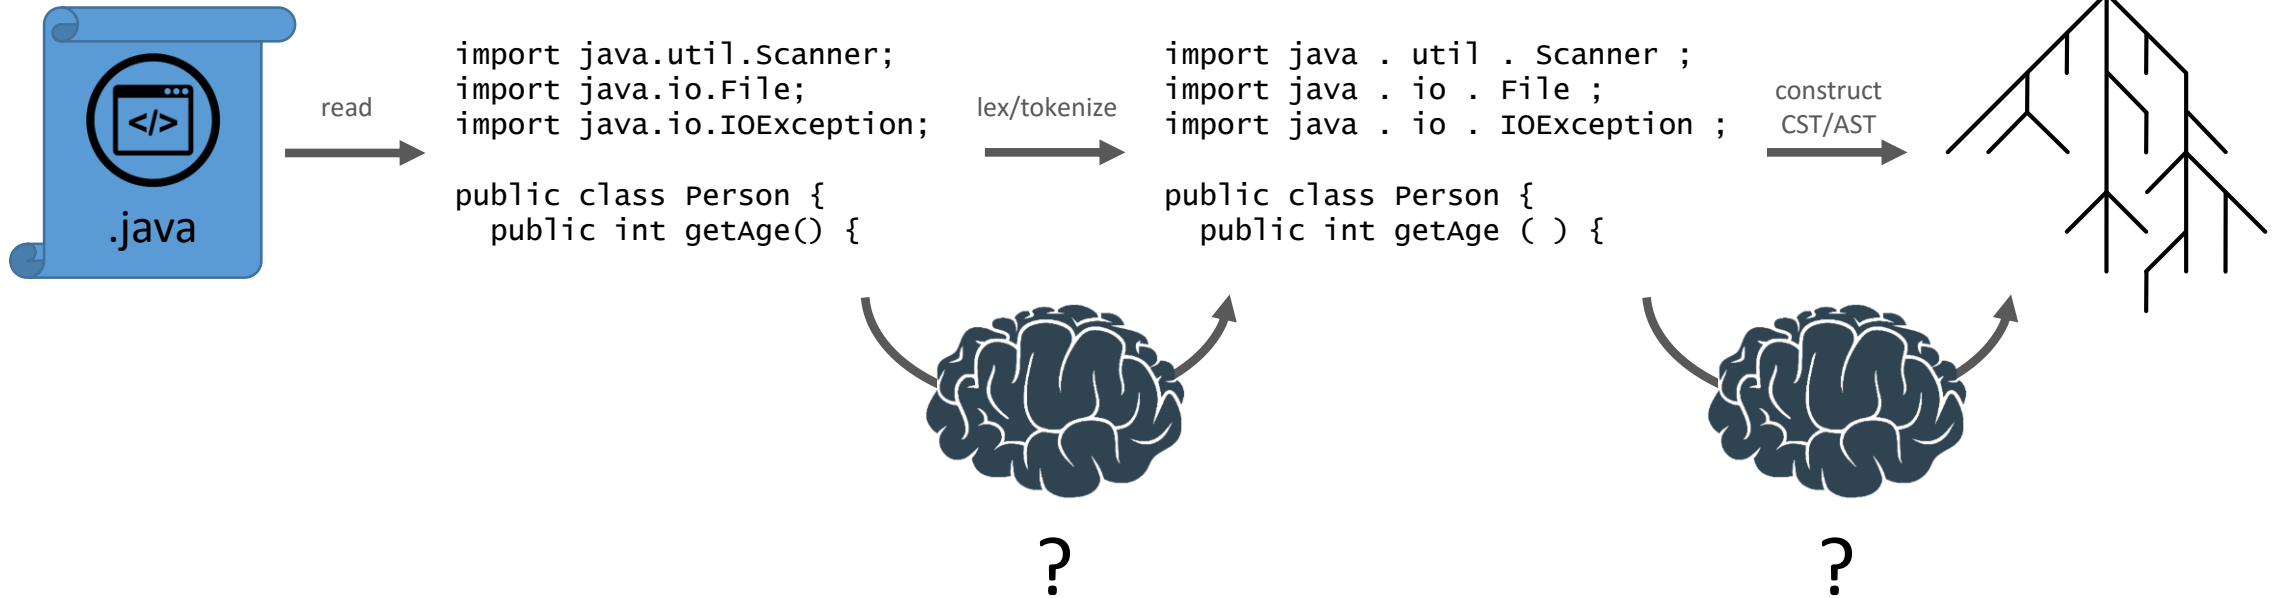 </>
.java
read
import java.util.Scanner;
import java.io.File;
import java.io.IOException;
public class Person {
public int getAge() {
lex/tokenize
import java . util . Scanner ;
import java . io . File ;
import java . io . IOException ;
public class Person {
public int getAge ( ) {
construct
CST/AST
?
?